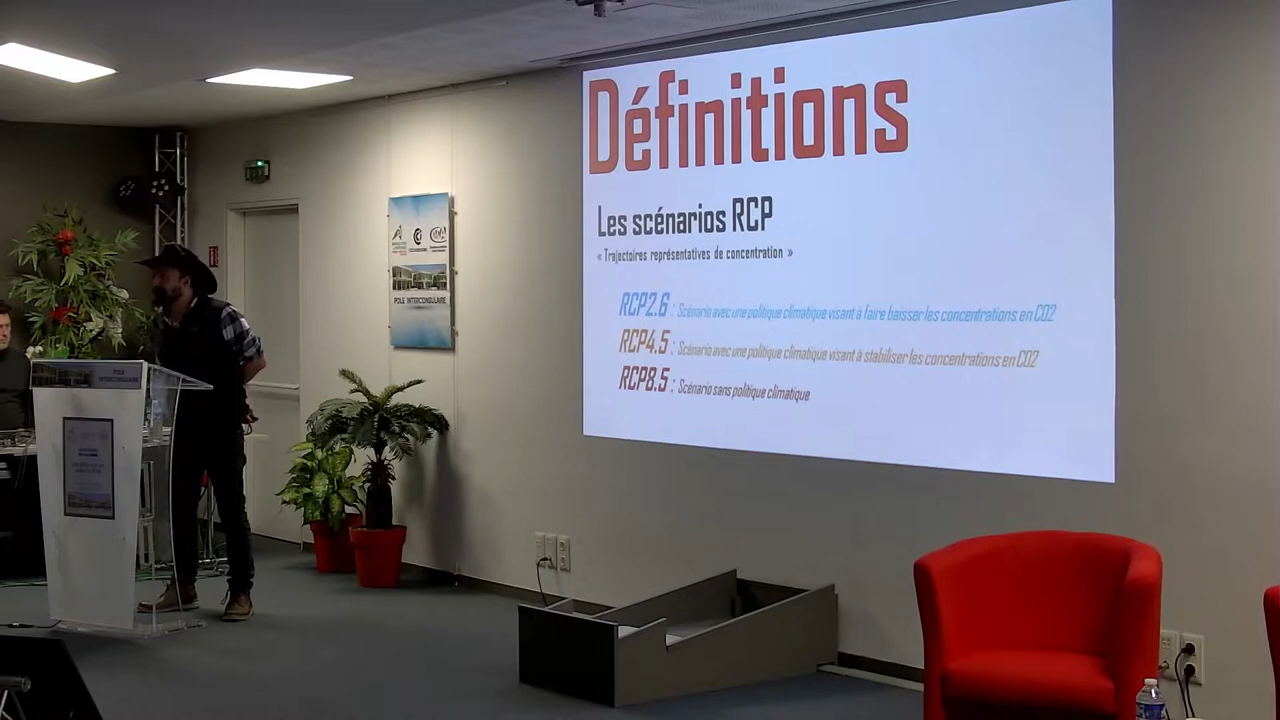 Définitions
Les scénarios RCP
« Trajectoires représentatives de concentration »
RCP2.6 : Scénario avec une politique climatique visant à faire baisser les concentrations en CO2
RCP4.5 : Scénario avec une politique climatique visant à stabiliser les concentrations en CO2
RCP8.5 : Scénario sans politique climatique
POLE INTERCONSULAIRE
POLE
INTERCONSULAIRE